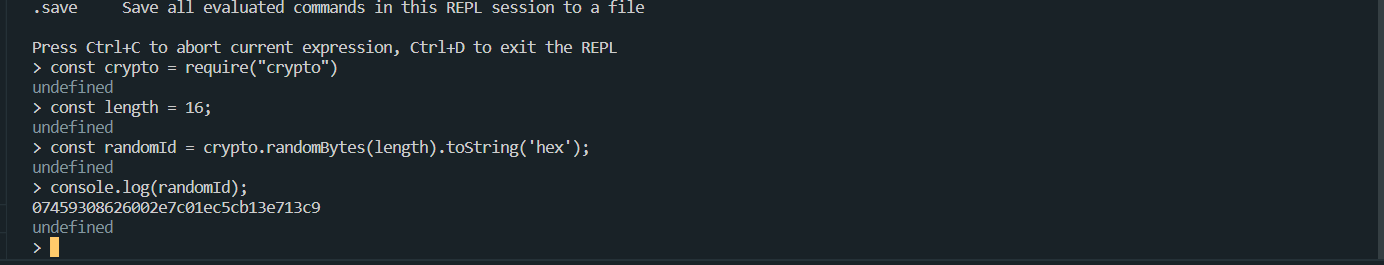 .save     Save all evaluated commands in this REPL session to a file
Press Ctrl+C to abort current expression, Ctrl+D to exit the REPL
> const crypto = require("crypto")
undefined
> const length = 16;
undefined
> const randomId = crypto.randomBytes(length).toString('hex');
undefined
> console.log(randomId);
07459308626002e7c01ec5cb13e713c9
undefined
>